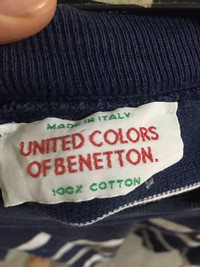 MADE IN ITALY
UNITED COLORS
OF BENETTON.
100% COTTON